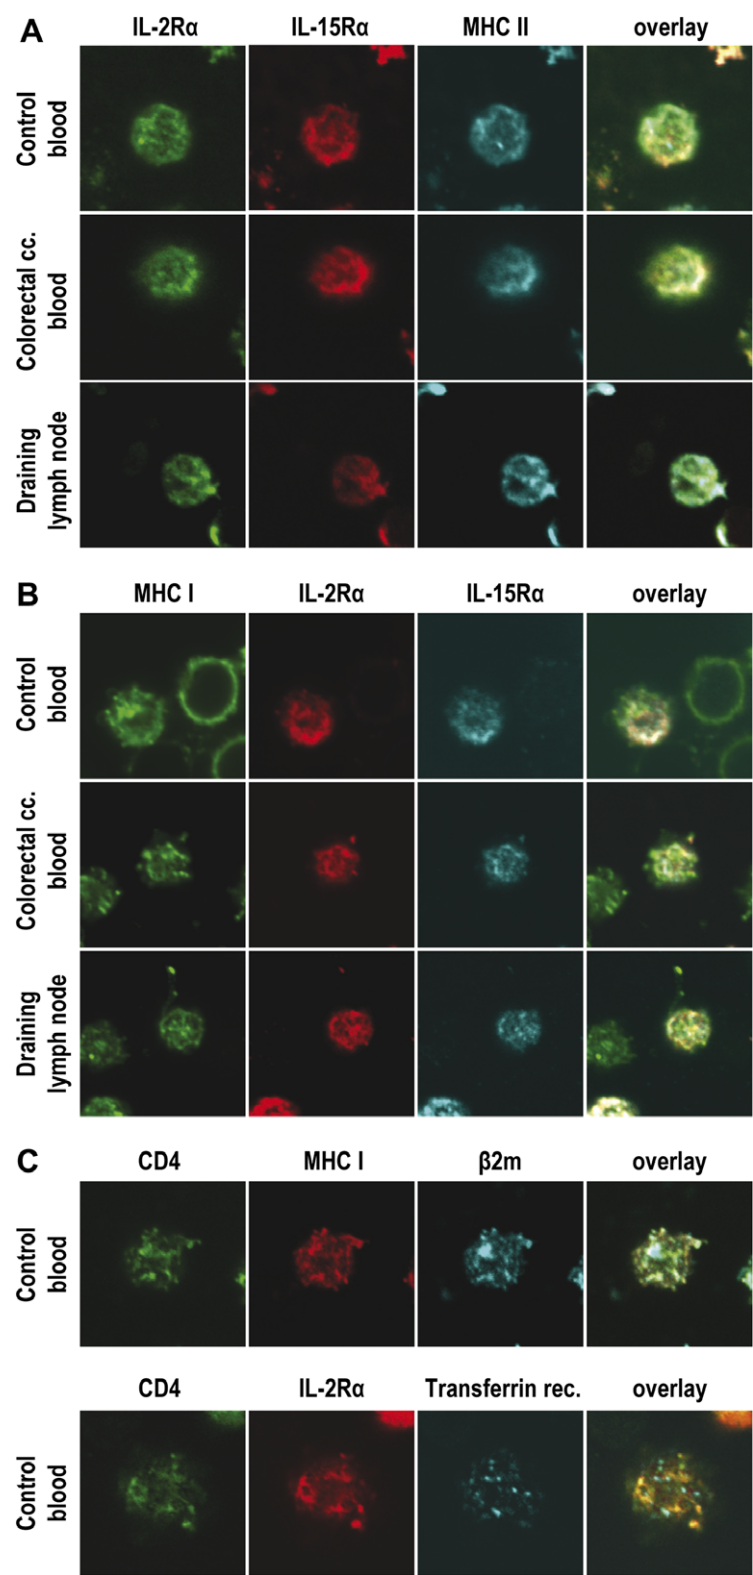 A IL-2Rα IL-15Rα MHC II overlay
Control
blood
Colorectal cc.
blood
Draining
lymph node
B MHC I IL-2Rα IL-15Rα overlay
Control
blood
Colorectal cc.
blood
Draining
lymph node
C CD4 MHC I β2m overlay
Control
blood
CD4 IL-2Rα Transferrin rec. overlay
Control
blood